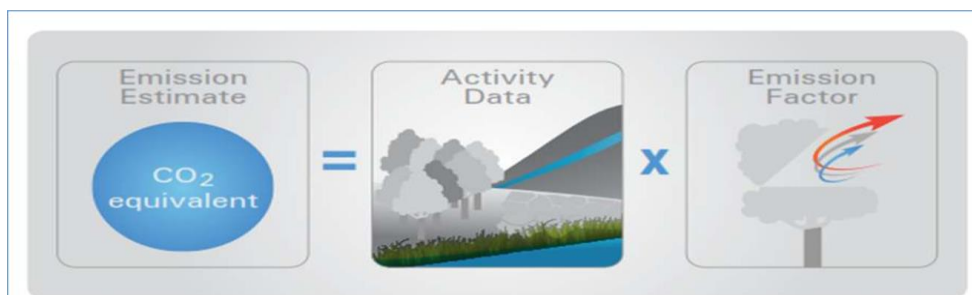 Emission
Estimate
CO₂
equivalent
=
Activity
Data
x
Emission
Factor